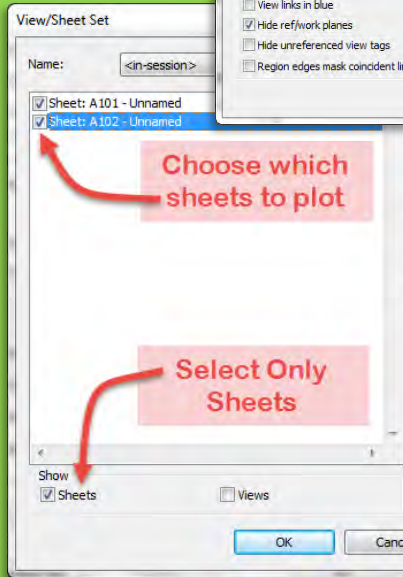 View links in blue
Hide ref/work planes
Hide unreferenced view tags
Region edges mask coincident
View/Sheet Set
Name:
<in-session>
Sheet: A101 - Unnamed
Sheet: A102 - Unnamed
Choose which
sheets to plot
Select Only
Sheets
Show
Sheets
Views
OK
Canc